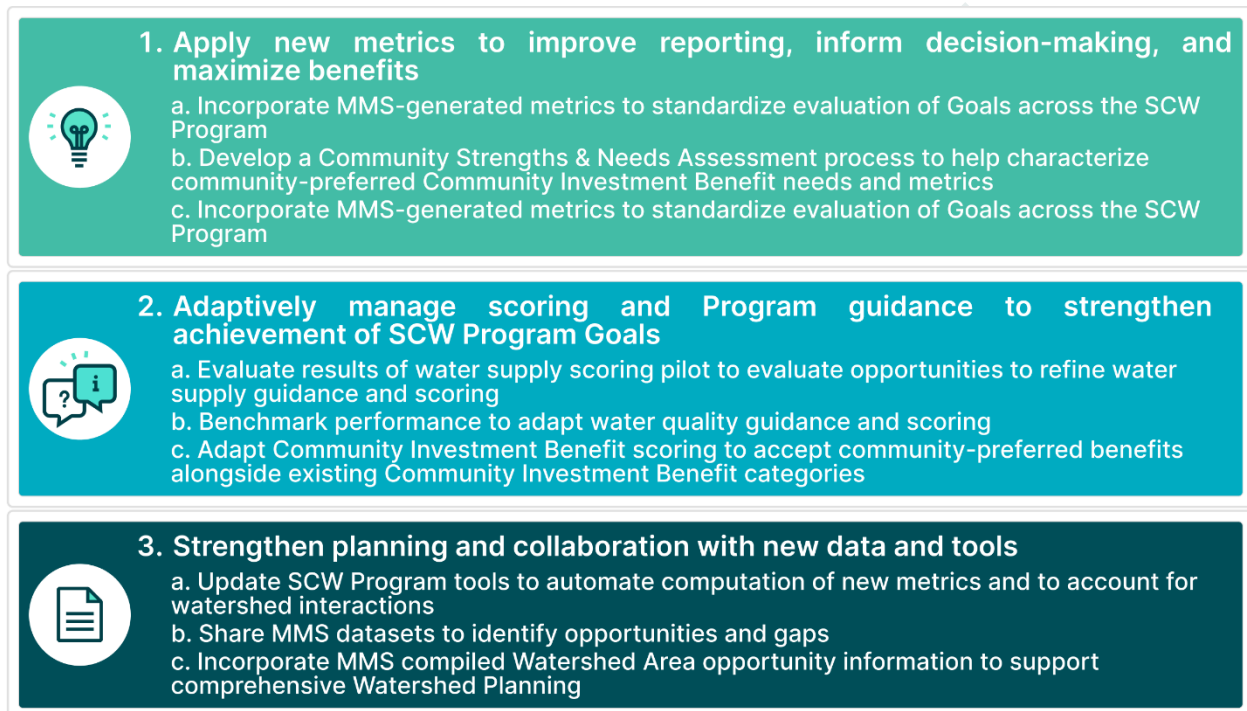 1. Apply new metrics to improve reporting, inform decision-making, and
maximize benefits
a. Incorporate MMS-generated metrics to standardize evaluation of Goals across the SCW
Program
b. Develop a Community Strengths & Needs Assessment process to help characterize
community-preferred Community Investment Benefit needs and metrics
c. Incorporate MMS-generated metrics to standardize evaluation of Goals across the SCW
Program
2. Adaptively manage scoring and Program guidance to strengthen
achievement of SCW Program Goals
a. Evaluate results of water supply scoring pilot to evaluate opportunities to refine water
supply guidance and scoring
b. Benchmark performance to adapt water quality guidance and scoring
c. Adapt Community Investment Benefit scoring to accept community-preferred benefits
alongside existing Community Investment Benefit categories
? i
3. Strengthen planning and collaboration with new data and tools
a. Update SCW Program tools to automate computation of new metrics and to account for
watershed interactions
b. Share MMS datasets to identify opportunities and gaps
c. Incorporate MMS compiled Watershed Area opportunity information to support
comprehensive Watershed Planning